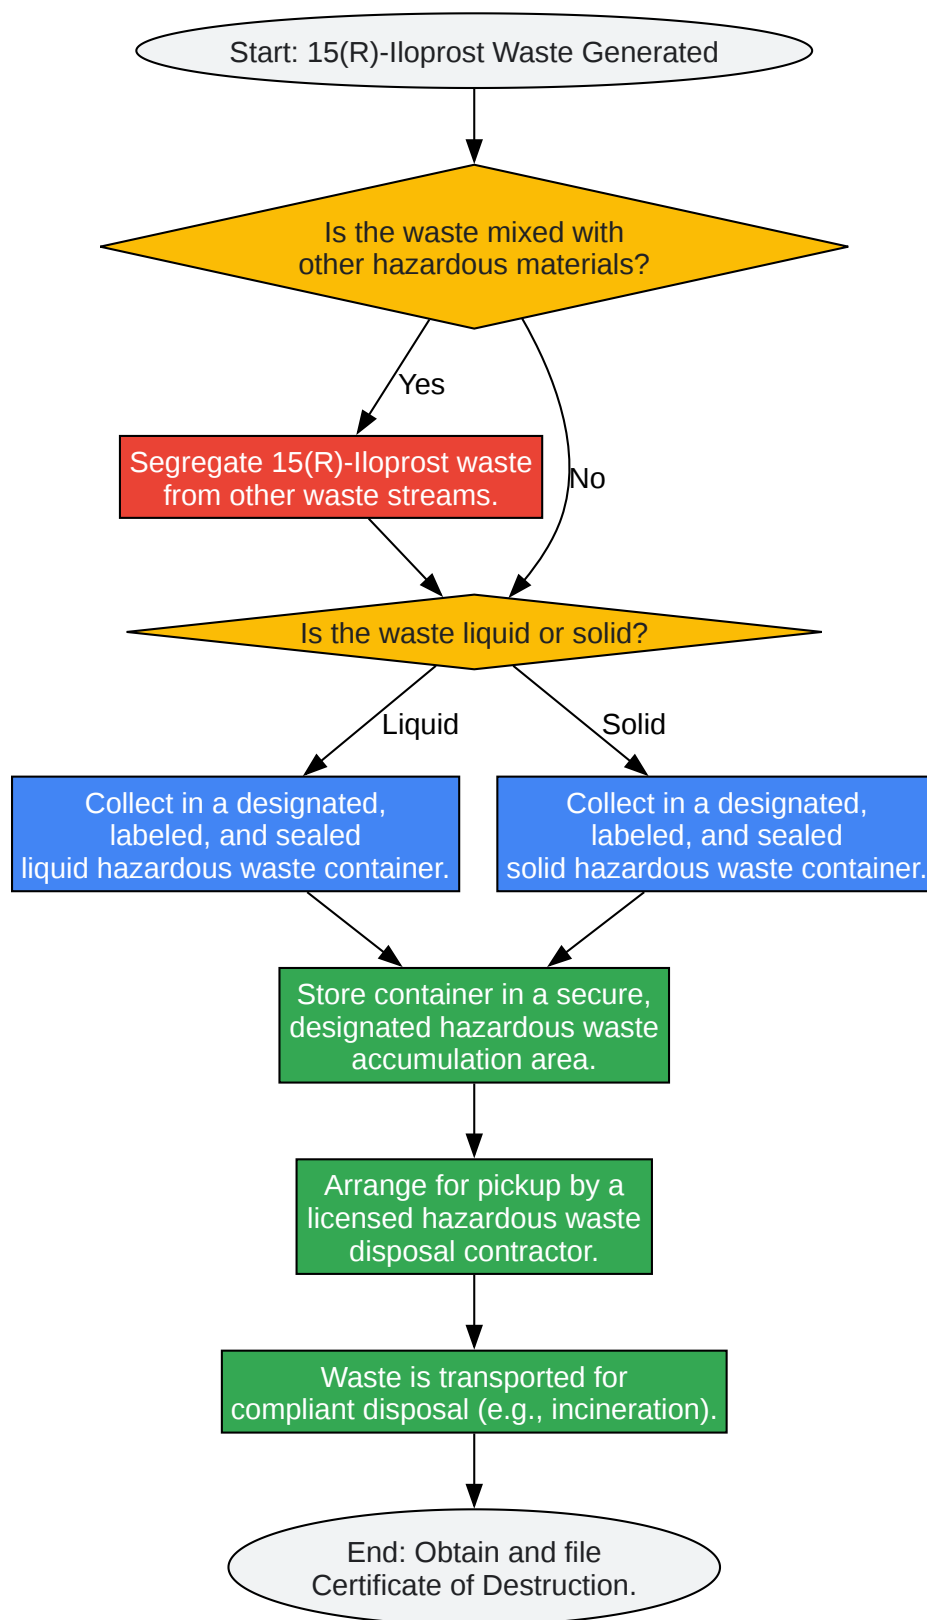 Start: 15(R)-Iloprost Waste Generated
Is the waste mixed with
other hazardous materials?
Yes
Segregate 15(R)-Iloprost waste
from other waste streams.
No
Is the waste liquid or solid?
Liquid
Solid
Collect in a designated,
labeled, and sealed
liquid hazardous waste container.
Collect in a designated,
labeled, and sealed
solid hazardous waste container.
Store container in a secure,
designated hazardous waste
accumulation area.
Arrange for pickup by a
licensed hazardous waste
disposal contractor.
Waste is transported for
compliant disposal (e.g., incineration).
End: Obtain and file
Certificate of Destruction.